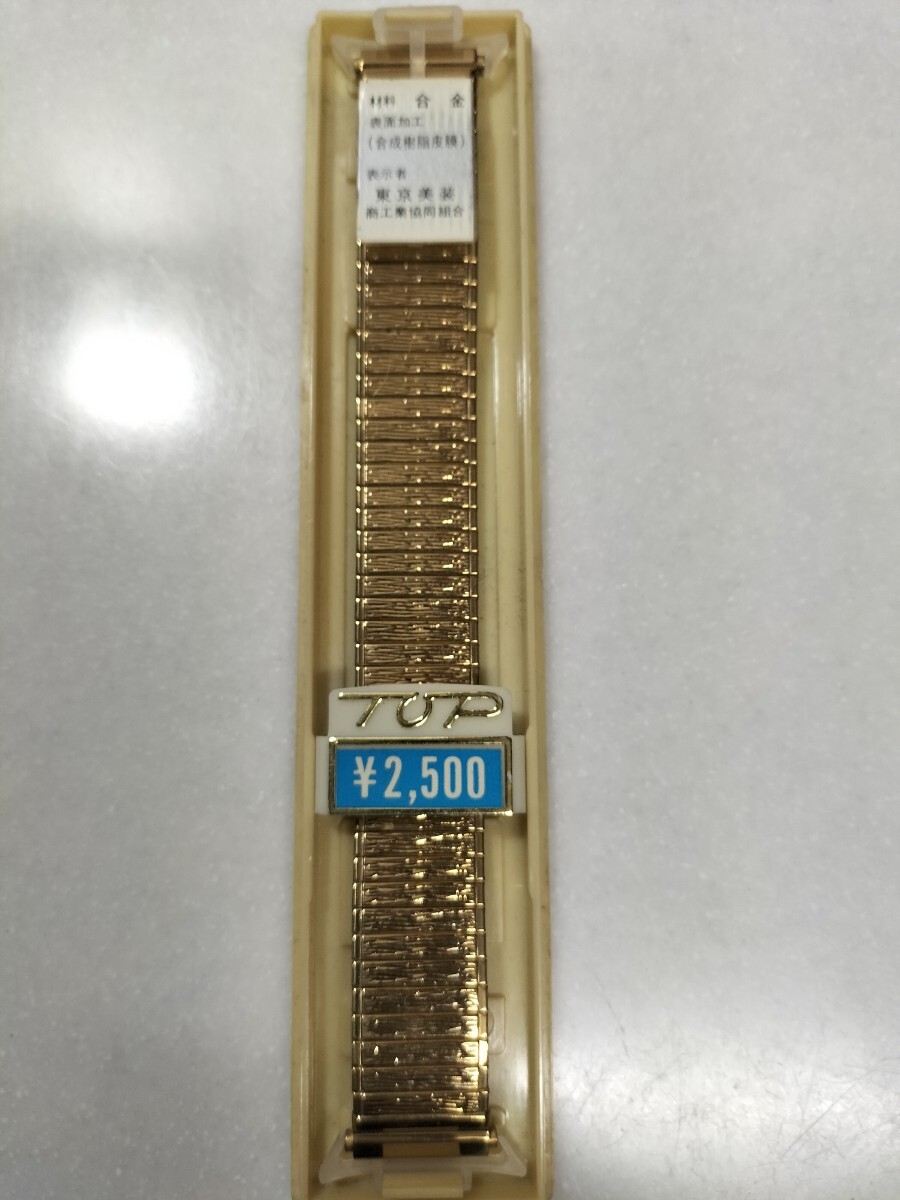 材料 合 金
表面加工
(合成樹脂皮膜)
表示者
東京美装
商工業協同組合
TOP
¥2,500